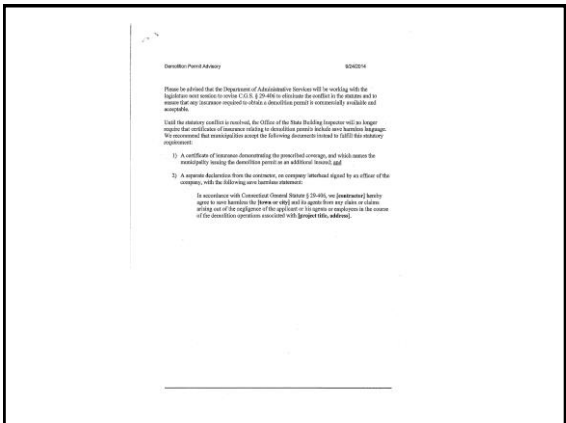 Demolition Permit Advisory 9/24/2014
Please be advised that the Department of Administrative Services will be working with the
legislature next session to revise C.G.S. § 29-406 to eliminate the conflict in the statutes and to
ensure that any insurance required to obtain a demolition permit is commercially available and
acceptable.
Until the statutory conflict is resolved, the Office of the State Building Inspector will no longer
require that certificates of insurance relating to demolition permits include save harmless language.
We recommend that municipalities accept the following documents instead to fulfill this statutory
requirement:
1) A certificate of insurance demonstrating the prescribed coverage, and which names the
municipality issuing the demolition permit as an additional insured, and
2) A separate declaration from the contractor, on company letterhead signed by an officer of the
company, with the following save harmless statement:
In accordance with Connecticut General Statute § 29-406, we [contractor] hereby
agree to save harmless the [town or city] and its agents from any claim or claims
arising out of the negligence of the applicant or his agents or employees in the course
of the demolition operations associated with [project title, address].